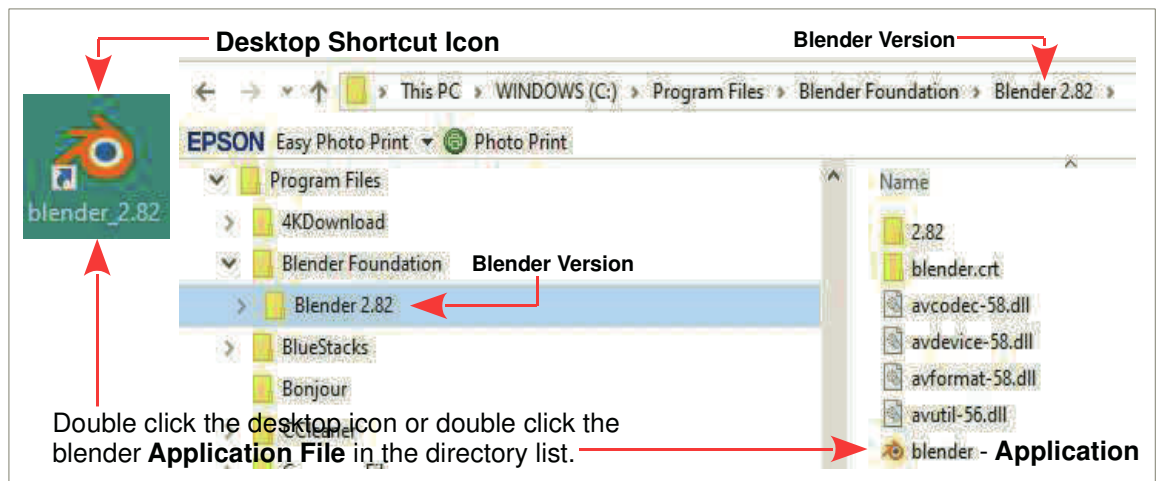 Desktop Shortcut Icon
Blender Version
This PC > WINDOWS (C:) > Program Files > Blender Foundation > Blender 2.82 >
EPSON Easy Photo Print Photo Print
blender_2.82
Program Files
4KDownload
Blender Foundation
Blender Version
Blender 2.82
BlueStacks
Bonjour
CCleaner
Name
2.82
blender.crt
avcodec-58.dll
avdevice-58.dll
avformat-58.dll
avutil-56.dll
blender - Application
Double click the desktop icon or double click the
blender Application File in the directory list.